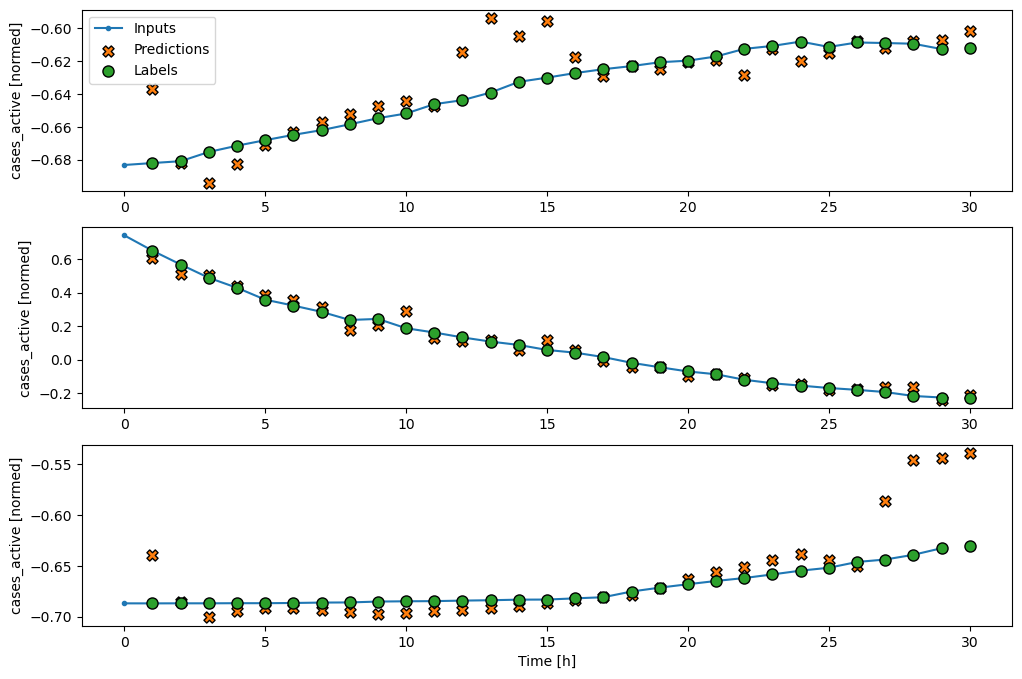 cases_active [normed]
−0.60
−0.62
−0.64
−0.66
−0.68
Inputs
Predictions
Labels
0 5 10 15 20 25 30
cases_active [normed]
0.6
0.4
0.2
0.0
−0.2
0 5 10 15 20 25 30
cases_active [normed]
−0.55
−0.60
−0.65
−0.70
0 5 10 15 20 25 30
Time [h]